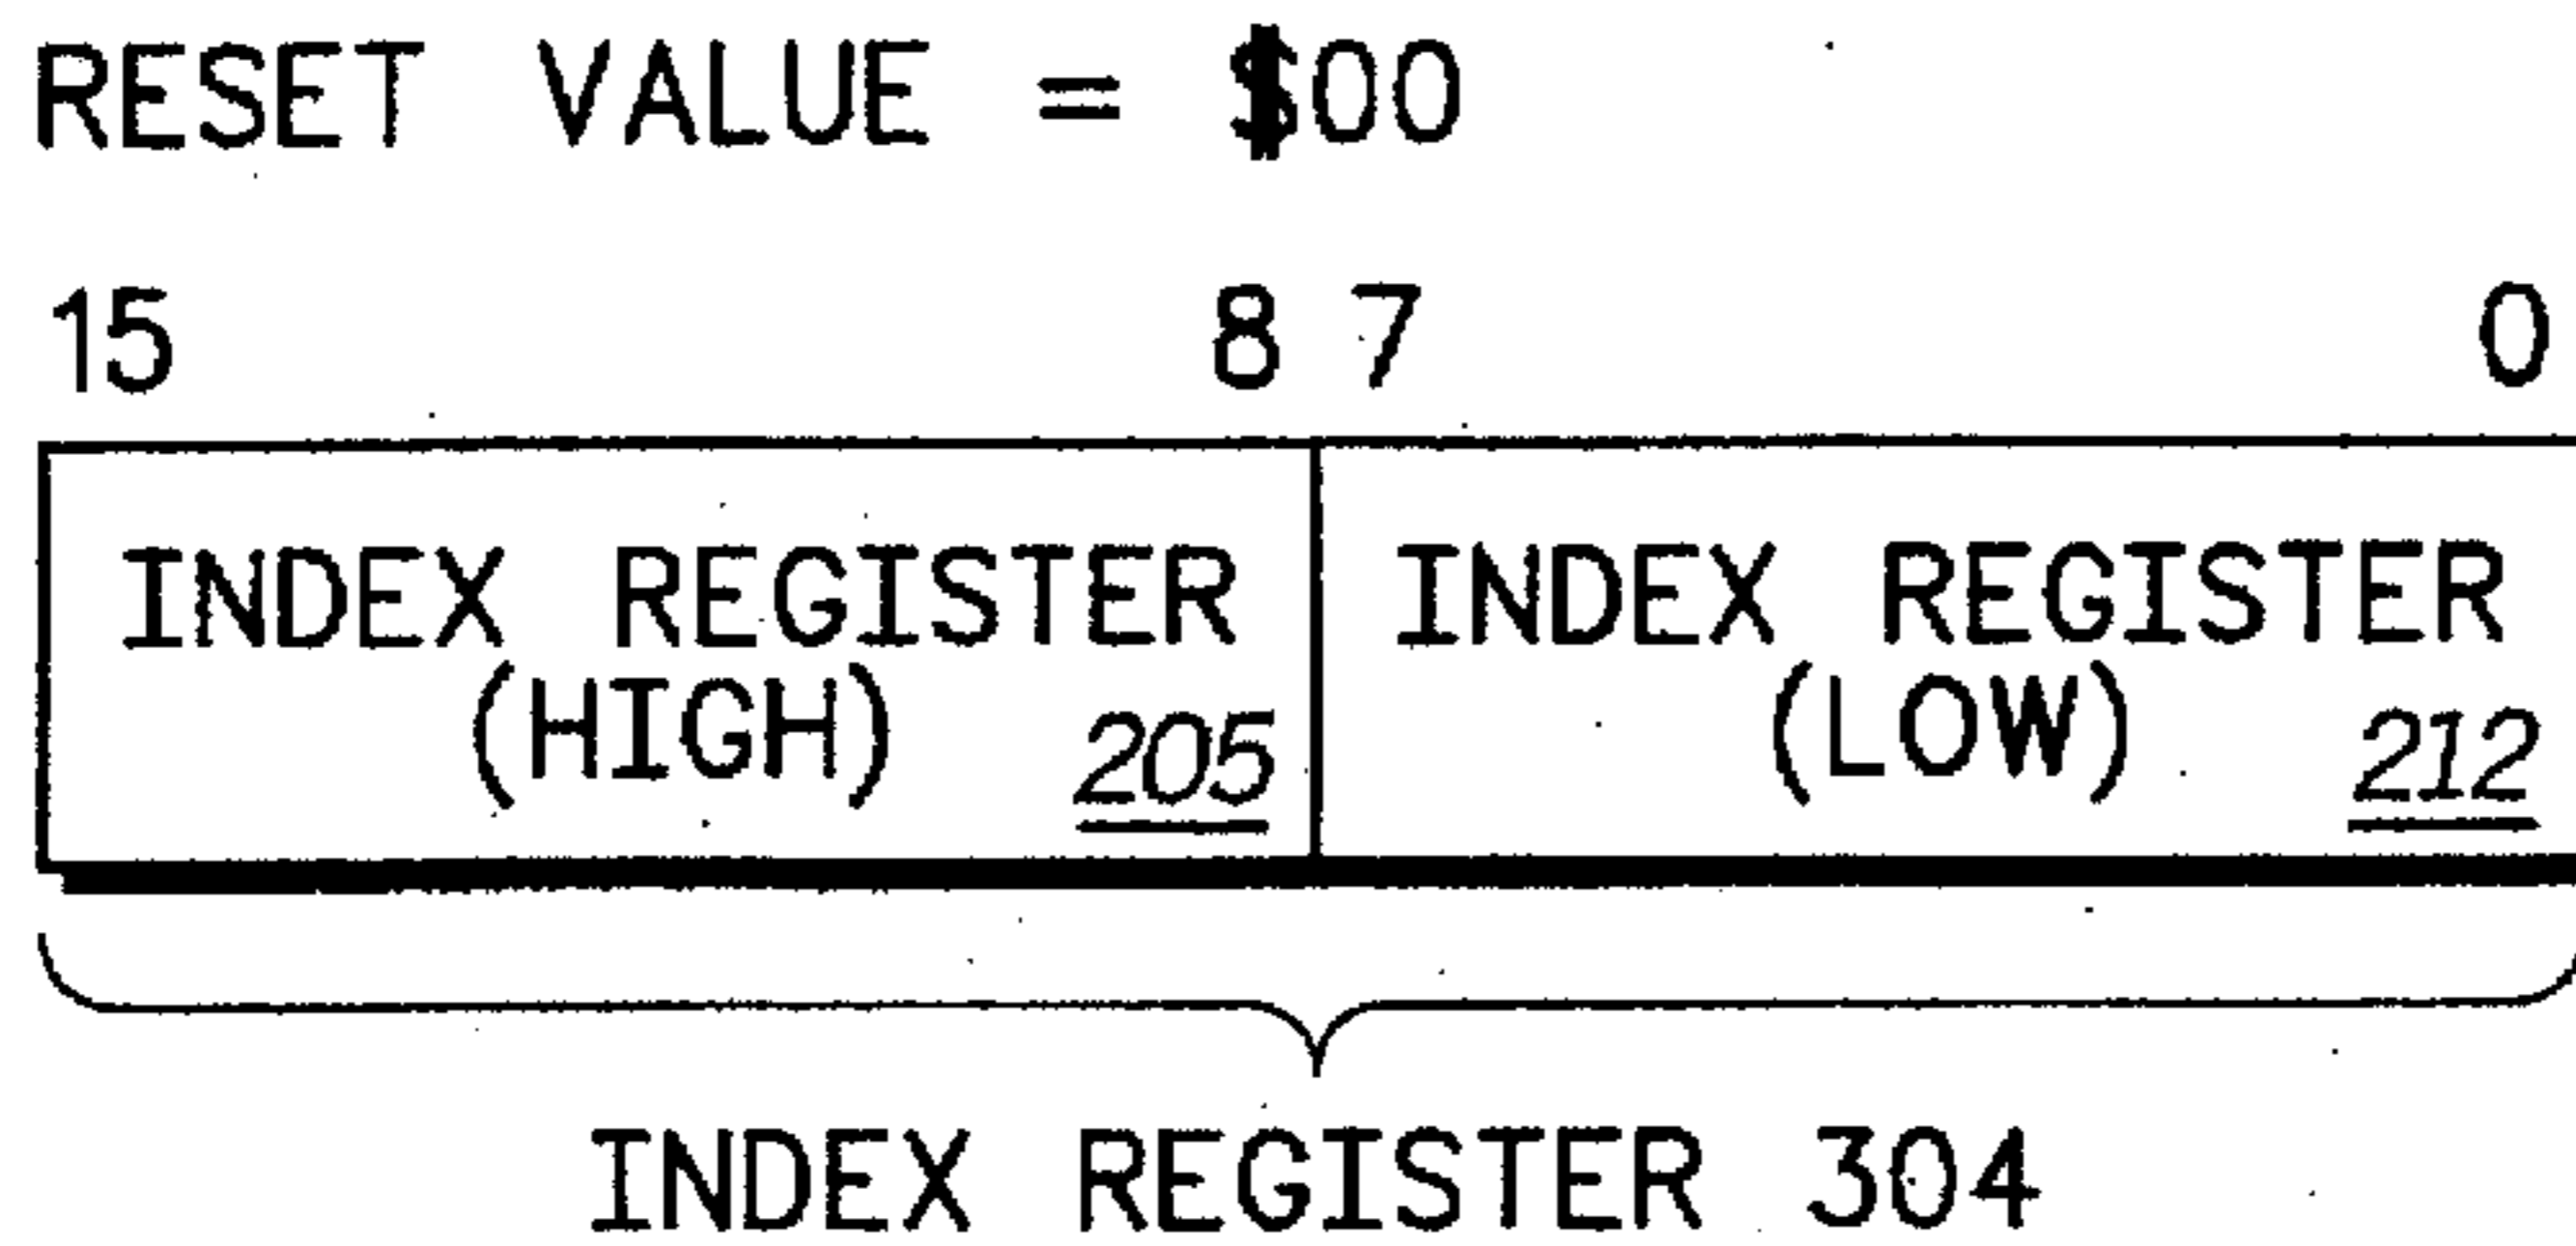 RESET VALUE = $00
15 8 7 0
INDEX REGISTER INDEX REGISTER
(HIGH) 205 (LOW) 212
INDEX REGISTER 304